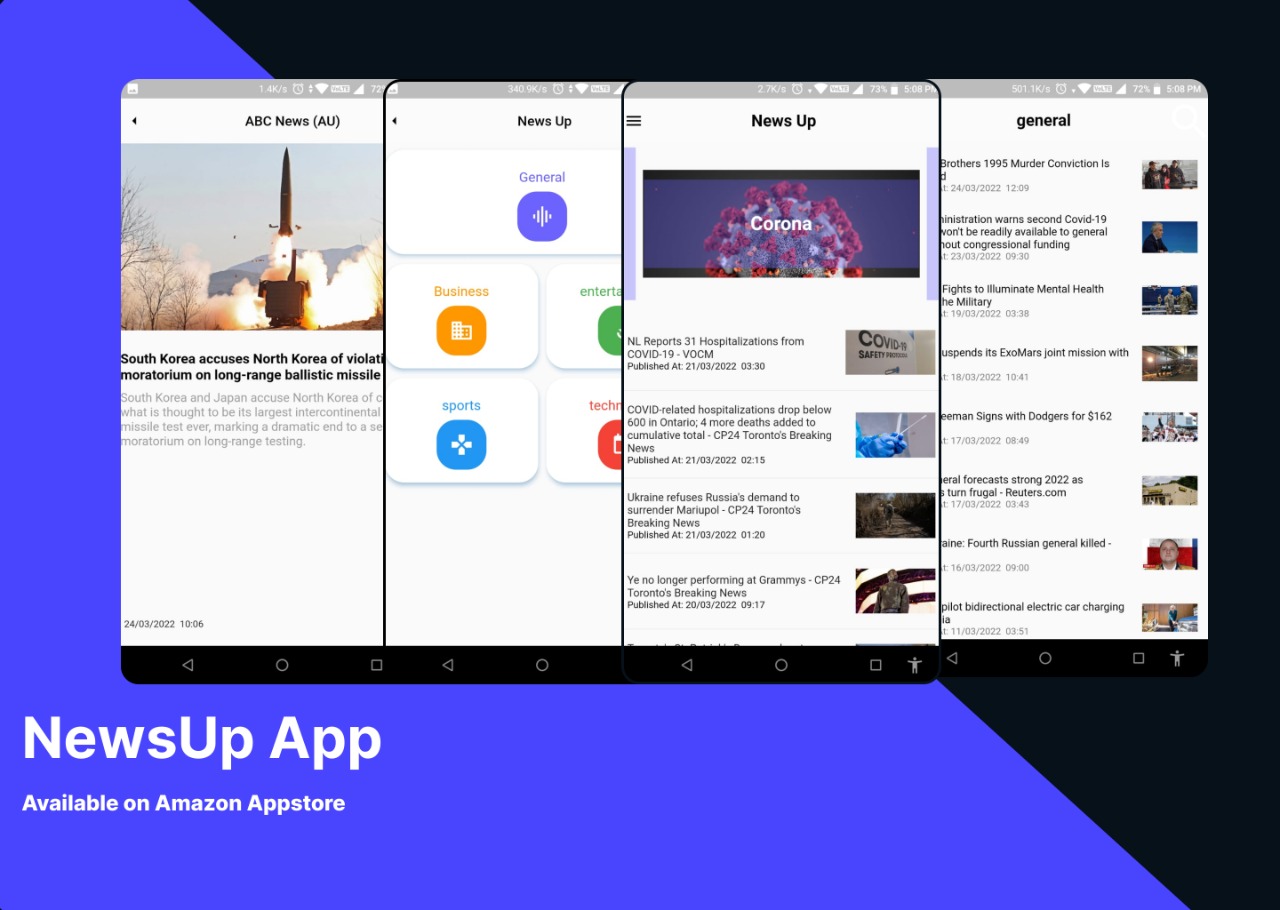 1.4K/s VoLTE 72
ABC News (AU)
South Korea accuses North Korea of violati
moratorium on long-range ballistic missile
South Korea and Japan accuse North Korea of c
what is thought to be its largest intercontinental
missile test ever, marking a dramatic end to a se
moratorium on long-range testing.
24/03/2022 10:06
340.9K/s VoLTE
News Up
General
Business
enterta
sports
techn
2.7K/s VoLTE 73% 5:08 PM
News Up
Corona
NL Reports 31 Hospitalizations from
COVID-19 - VOCM
Published At: 21/03/2022 03:30
COVID-19
SAFETY PROTOCOL
COVID-related hospitalizations drop below
600 in Ontario; 4 more deaths added to
cumulative total - CP24 Toronto's Breaking
News
Published At: 21/03/2022 02:15
Ukraine refuses Russia's demand to
surrender Mariupol - CP24 Toronto's
Breaking News
Published At: 21/03/2022 01:20
Ye no longer performing at Grammys - CP24
Toronto's Breaking News
Published At: 20/03/2022 09:17
501.1K/s VoLTE 72% 5:08 PM
general
Brothers 1995 Murder Conviction Is
d
t: 24/03/2022 12:09
ministration warns second Covid-19
won't be readily available to general
hout congressional funding
t: 23/03/2022 09:30
Fights to Illuminate Mental Health
he Military
t: 19/03/2022 03:38
uspends its ExoMars joint mission with
t: 18/03/2022 10:41
eeman Signs with Dodgers for $162
t: 17/03/2022 08:49
eral forecasts strong 2022 as
s turn frugal - Reuters.com
t: 17/03/2022 03:43
raine: Fourth Russian general killed -
t: 16/03/2022 09:00
pilot bidirectional electric car charging
ia
t: 11/03/2022 03:51
NewsUp App
Available on Amazon Appstore